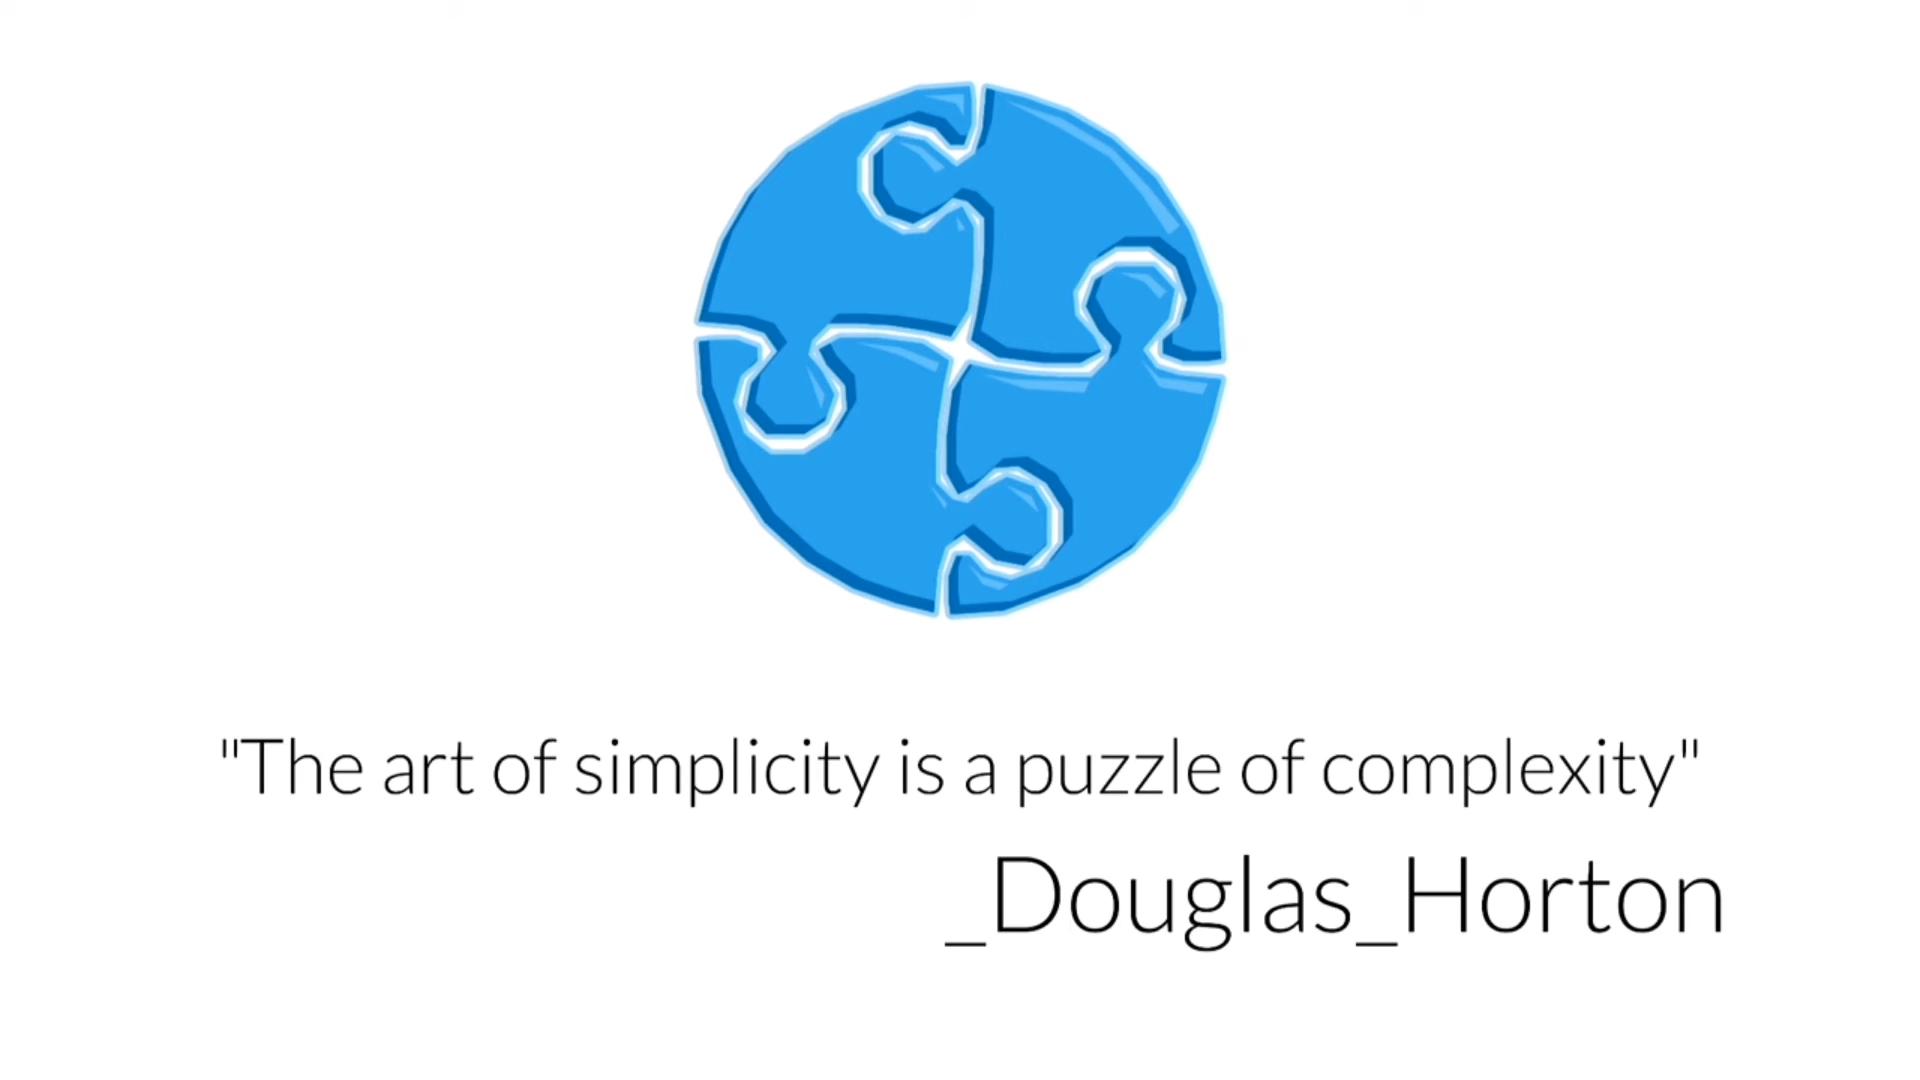 "The art of simplicity is a puzzle of complexity"
_Douglas_Horton